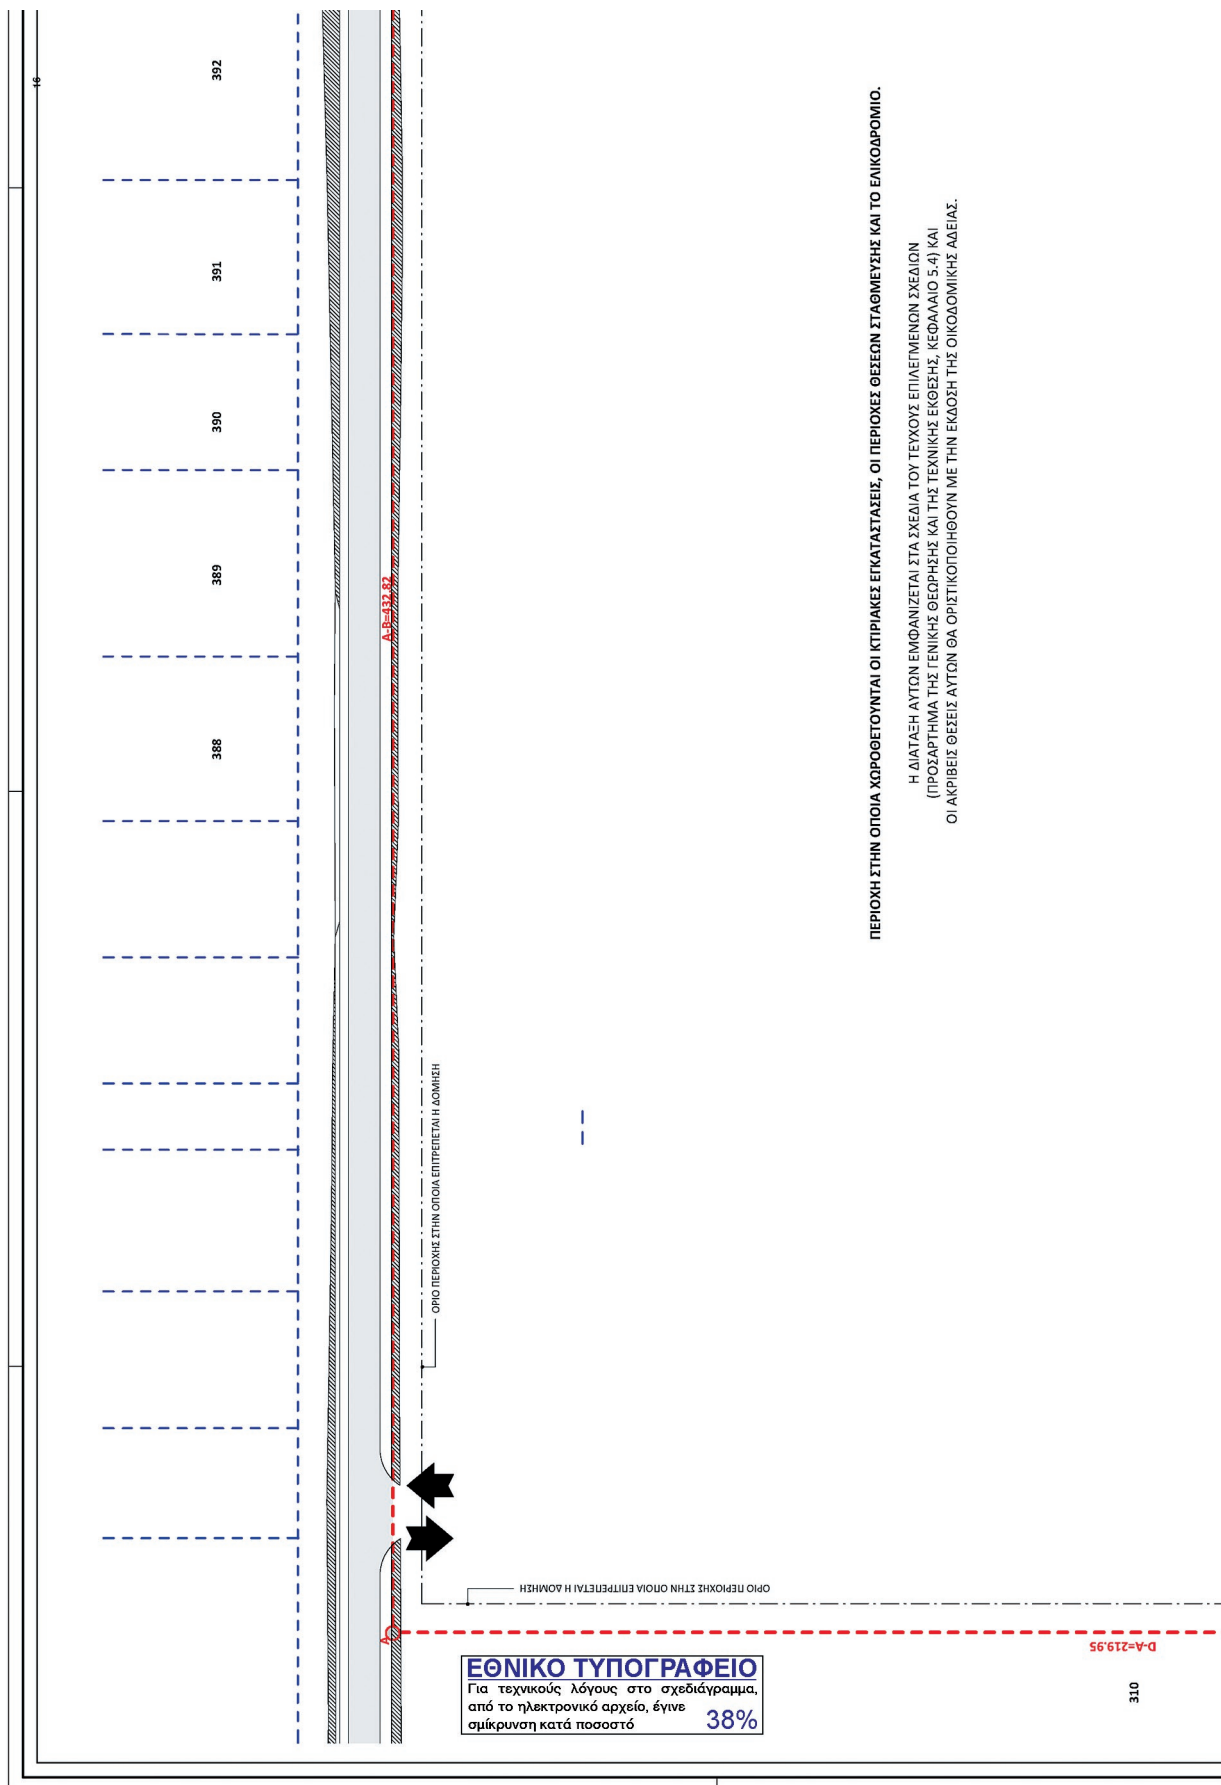 16
392
391
390
389
388
A-B=432.82
ΠΕΡΙΟΧΗ ΣΤΗΝ ΟΠΟΙΑ ΧΩΡΟΘΕΤΟΥΝΤΑΙ ΟΙ ΚΤΙΡΙΑΚΕΣ ΕΓΚΑΤΑΣΤΑΣΕΙΣ, ΟΙ ΠΕΡΙΟΧΕΣ ΘΕΣΕΩΝ ΣΤΑΘΜΕΥΣΗΣ ΚΑΙ ΤΟ ΕΛΙΚΟΔΡΟΜΙΟ.
Η ΔΙΑΤΑΞΗ ΑΥΤΩΝ ΕΜΦΑΝΙΖΕΤΑΙ ΣΤΑ ΣΧΕΔΙΑ ΤΟΥ ΤΕΥΧΟΥΣ ΕΠΙΛΕΓΜΕΝΩΝ ΣΧΕΔΙΩΝ
(ΠΡΟΣΑΡΤΗΜΑ ΤΗΣ ΓΕΝΙΚΗΣ ΘΕΩΡΗΣΗΣ ΚΑΙ ΤΗΣ ΤΕΧΝΙΚΗΣ ΕΚΘΕΣΗΣ, ΚΕΦΑΛΑΙΟ 5.4) ΚΑΙ
ΟΙ ΑΚΡΙΒΕΙΣ ΘΕΣΕΙΣ ΑΥΤΩΝ ΘΑ ΟΡΙΣΤΙΚΟΠΟΙΗΘΟΥΝ ΜΕ ΤΗΝ ΕΚΔΟΣΗ ΤΗΣ ΟΙΚΟΔΟΜΙΚΗΣ ΑΔΕΙΑΣ.
ΟΡΙΟ ΠΕΡΙΟΧΗΣ ΣΤΗΝ ΟΠΟΙΑ ΕΠΙΤΡΕΠΕΤΑΙ Η ΔΟΜΗΣΗ
ΟΡΙΟ ΠΕΡΙΟΧΗΣ ΣΤΗΝ ΟΠΟΙΑ ΕΠΙΤΡΕΠΕΤΑΙ Η ΔΟΜΗΣΗ
A
D-A=219.95
310
ΕΘΝΙΚΟ ΤΥΠΟΓΡΑΦΕΙΟ
Για τεχνικούς λόγους στο σχεδιάγραμμα,
από το ηλεκτρονικό αρχείο, έγινε
σμίκρυνση κατά ποσοστό 38%